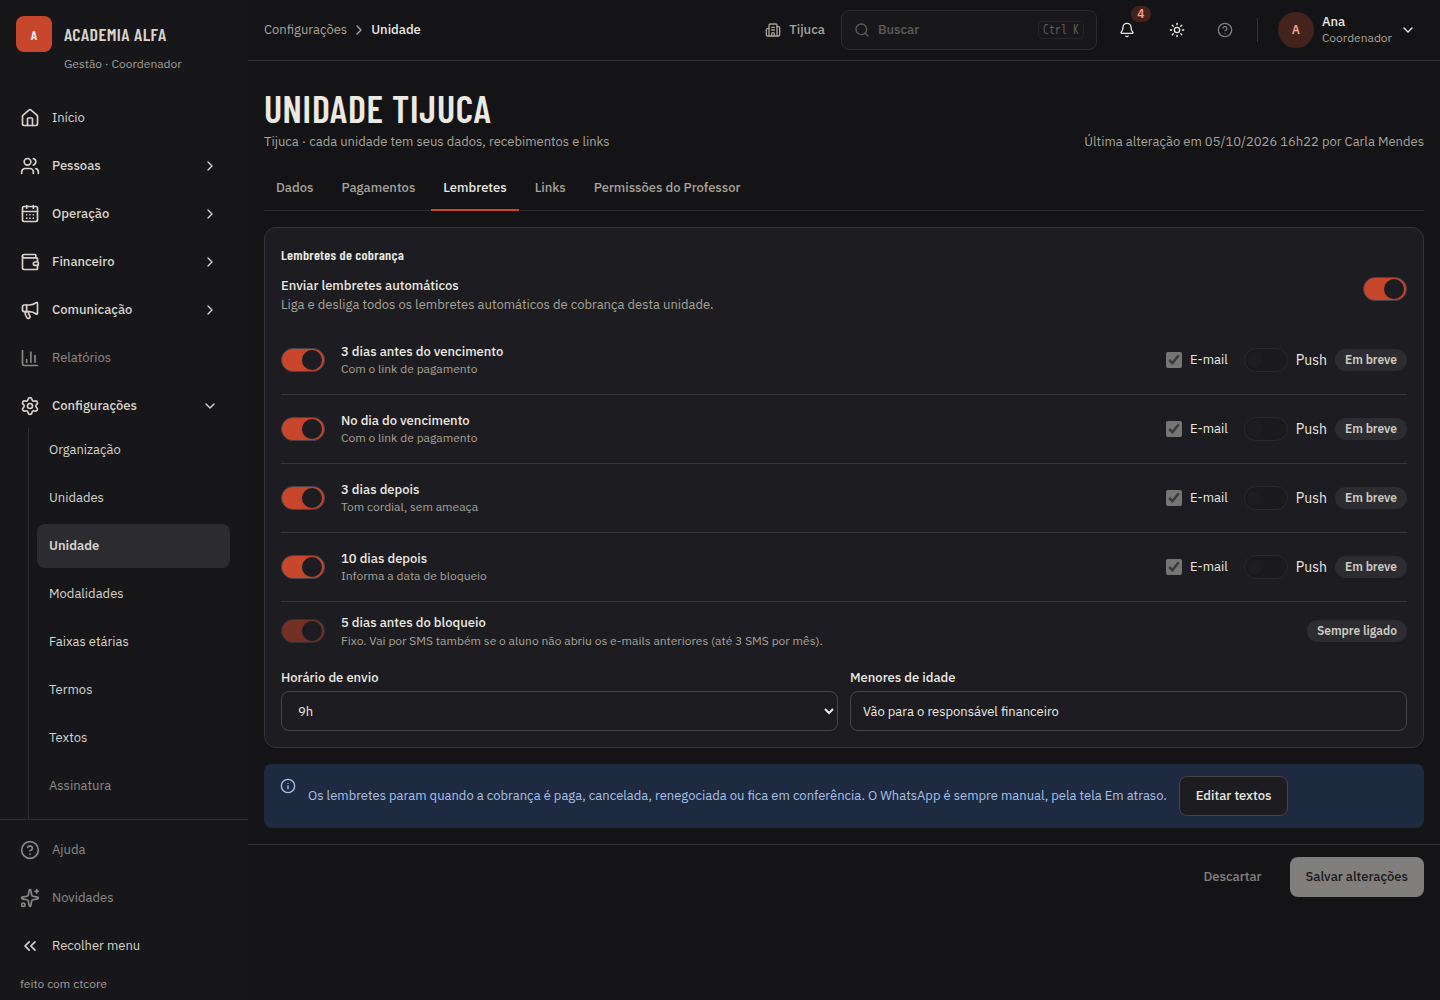 A
ACADEMIA ALFA
Gestão · Coordenador
Início
Pessoas
Operação
Financeiro
Comunicação
Relatórios
Configurações
Organização
Unidades
Unidade
Modalidades
Faixas etárias
Termos
Textos
Assinatura
Ajuda
Novidades
Recolher menu
feito com ctcore
Configurações > Unidade
Tijuca
Buscar
Ctrl K
4
A
Ana
Coordenador
UNIDADE TIJUCA
Tijuca · cada unidade tem seus dados, recebimentos e links
Última alteração em 05/10/2026 16h22 por Carla Mendes
Dados
Pagamentos
Lembretes
Links
Permissões do Professor
Lembretes de cobrança
Enviar lembretes automáticos
Liga e desliga todos os lembretes automáticos de cobrança desta unidade.
3 dias antes do vencimento
Com o link de pagamento
E-mail
Push
Em breve
No dia do vencimento
Com o link de pagamento
E-mail
Push
Em breve
3 dias depois
Tom cordial, sem ameaça
E-mail
Push
Em breve
10 dias depois
Informa a data de bloqueio
E-mail
Push
Em breve
5 dias antes do bloqueio
Fixo. Vai por SMS também se o aluno não abriu os e-mails anteriores (até 3 SMS por mês).
Sempre ligado
Horário de envio
9h
Menores de idade
Vão para o responsável financeiro
Os lembretes param quando a cobrança é paga, cancelada, renegociada ou fica em conferência. O WhatsApp é sempre manual, pela tela Em atraso.
Editar textos
Descartar
Salvar alterações